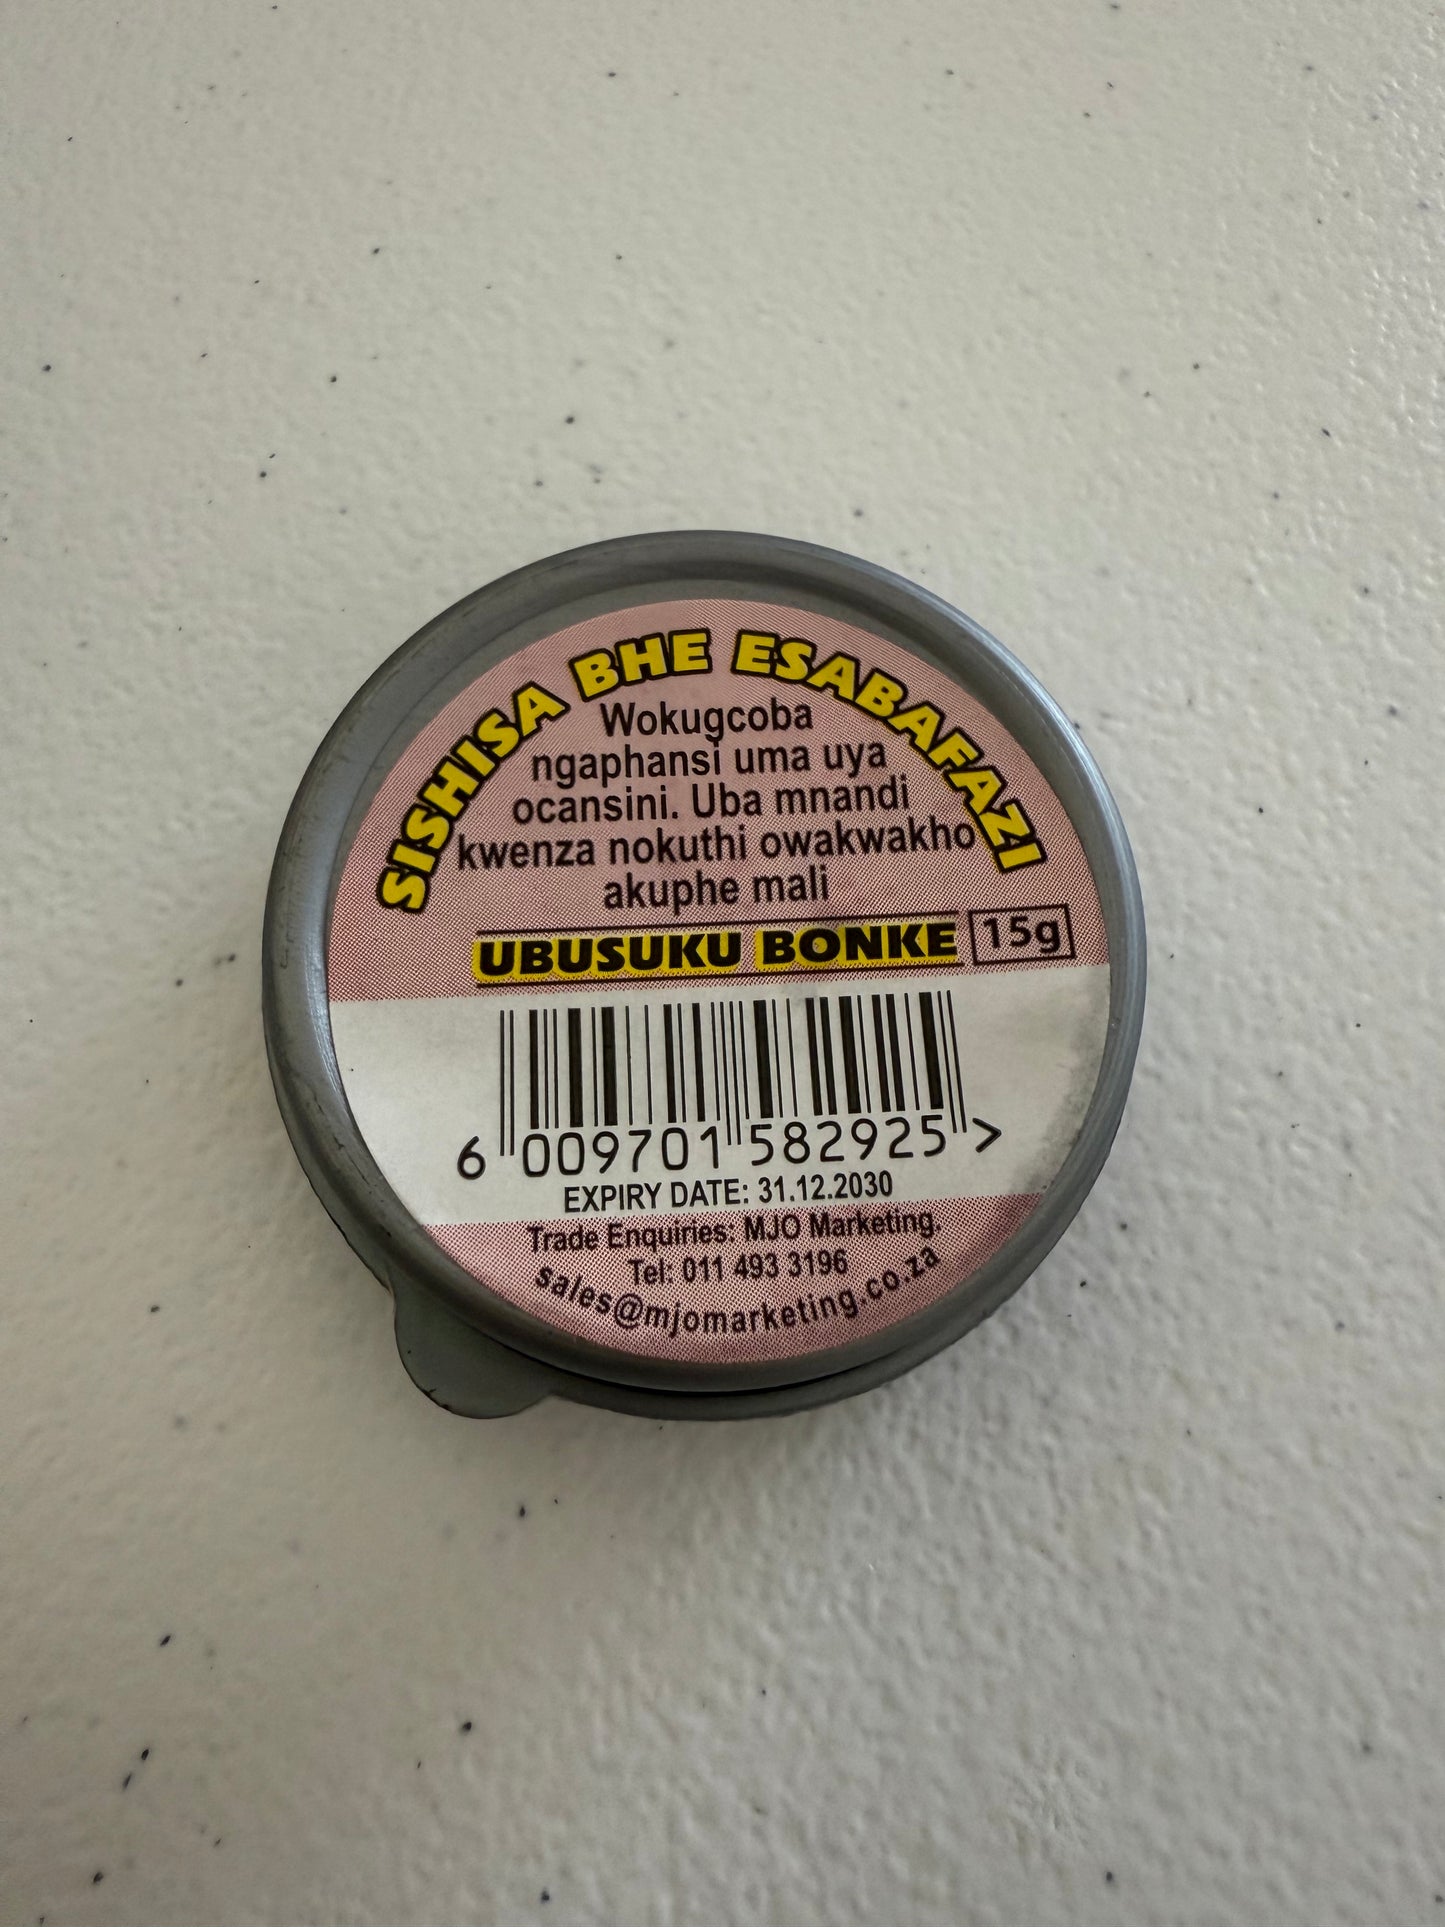 SISHISA BHE ESABAFAZI
Wokugcoba
ngaphansi uma uya
ocansini. Uba mnandi
kwenza nokuthi owakwakho
akuphe mali
UBUSUKU BONKE 15g
6 009701 582925 >
EXPIRY DATE: 31.12.2030
Trade Enquiries: MJO Marketing.
Tel: 011 493 3196
sales@mjomarketing.co.za